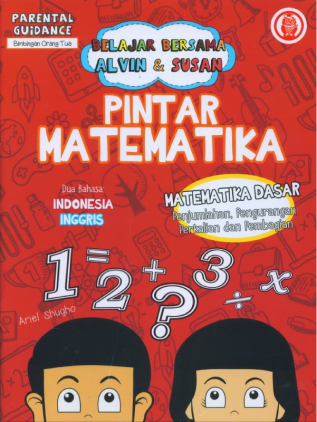 PARENTAL
GUIDANCE
Bimbingan Orang Tua
BELAJAR BERSAMA
ALVIN & SUSAN
PINTAR
MATEMATIKA
Dua Bahasa:
INDONESIA
INGGRIS
MATEMATIKA DASAR
Penjumlahan, Pengurangan
Perkalian dan Pembagian
1 = 2 + 3
? ÷ x
Ariel Shugho